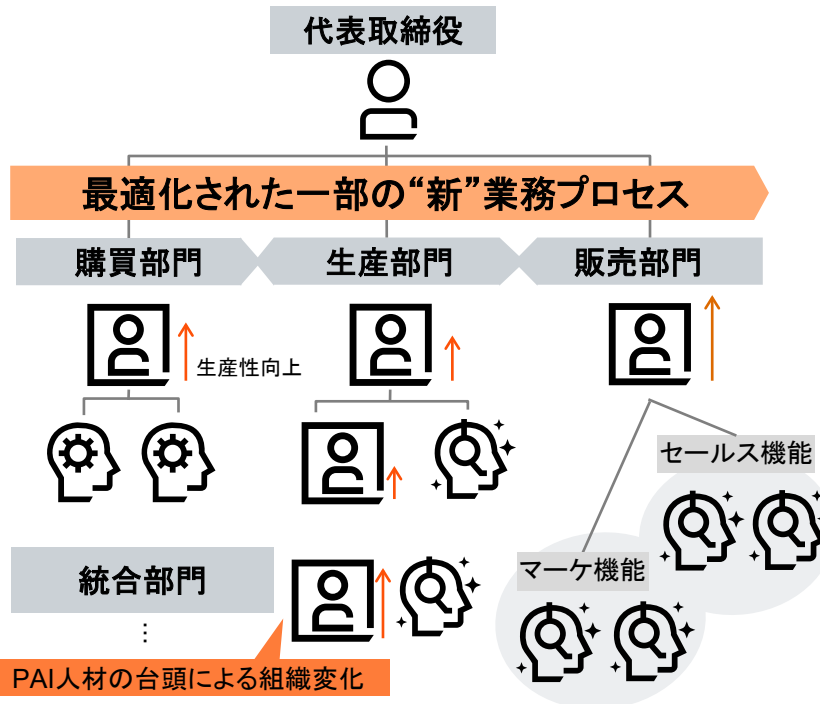 代表取締役
最適化された一部の“新”業務プロセス
購買部門
生産部門
販売部門
生産性向上
セールス機能
マーケ機能
統合部門
⋮
PAI人材の台頭による組織変化